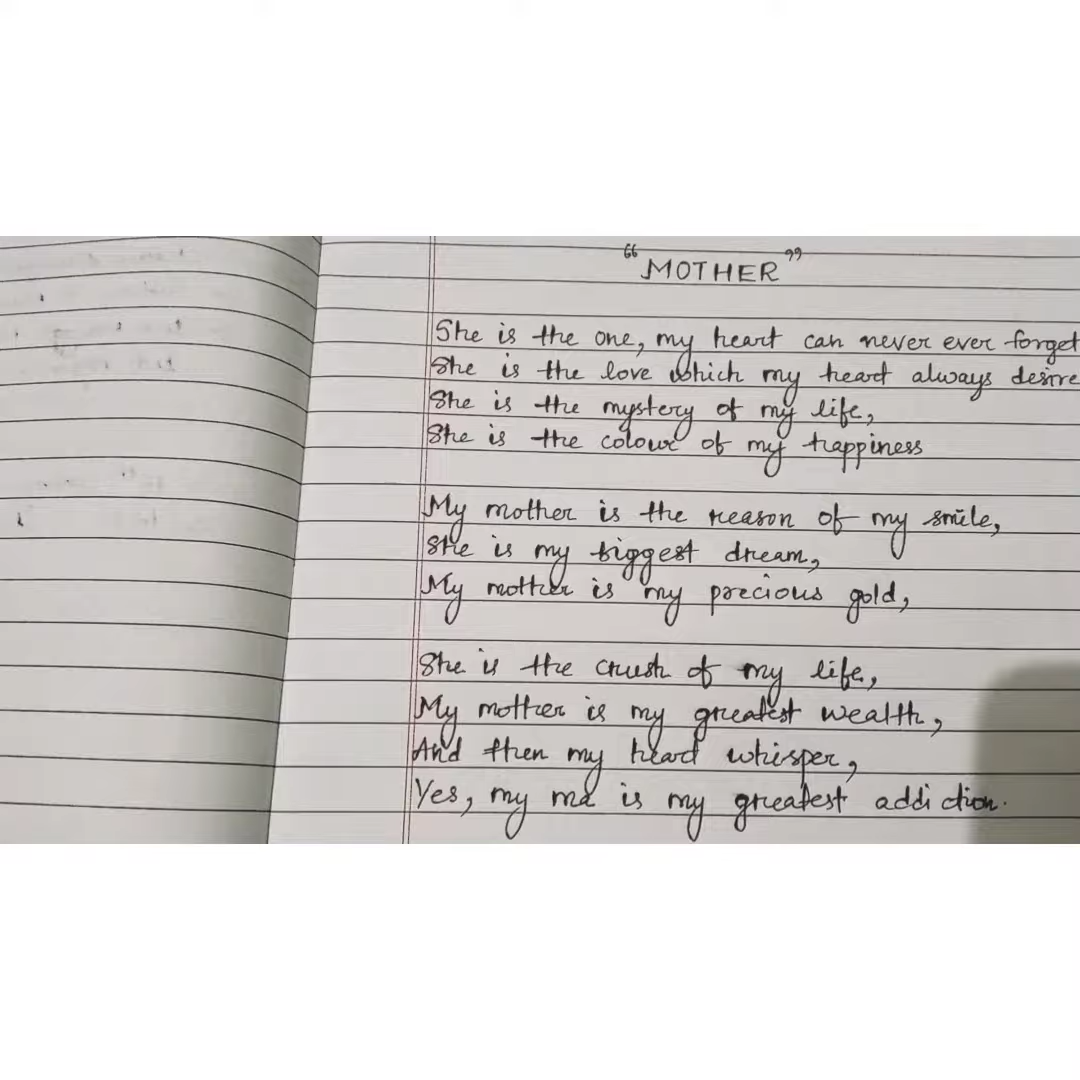 "MOTHER"
She is the one, my heart can never ever forget
She is the love which my heart always desire
She is the mystery of my life,
She is the colour of my happiness
My mother is the reason of my smile,
She is my biggest dream,
My mother is my precious gold,
She is the crush of my life,
My mother is my greatest wealth,
And then my heart whisper,
Yes, my ma is my greatest addiction.